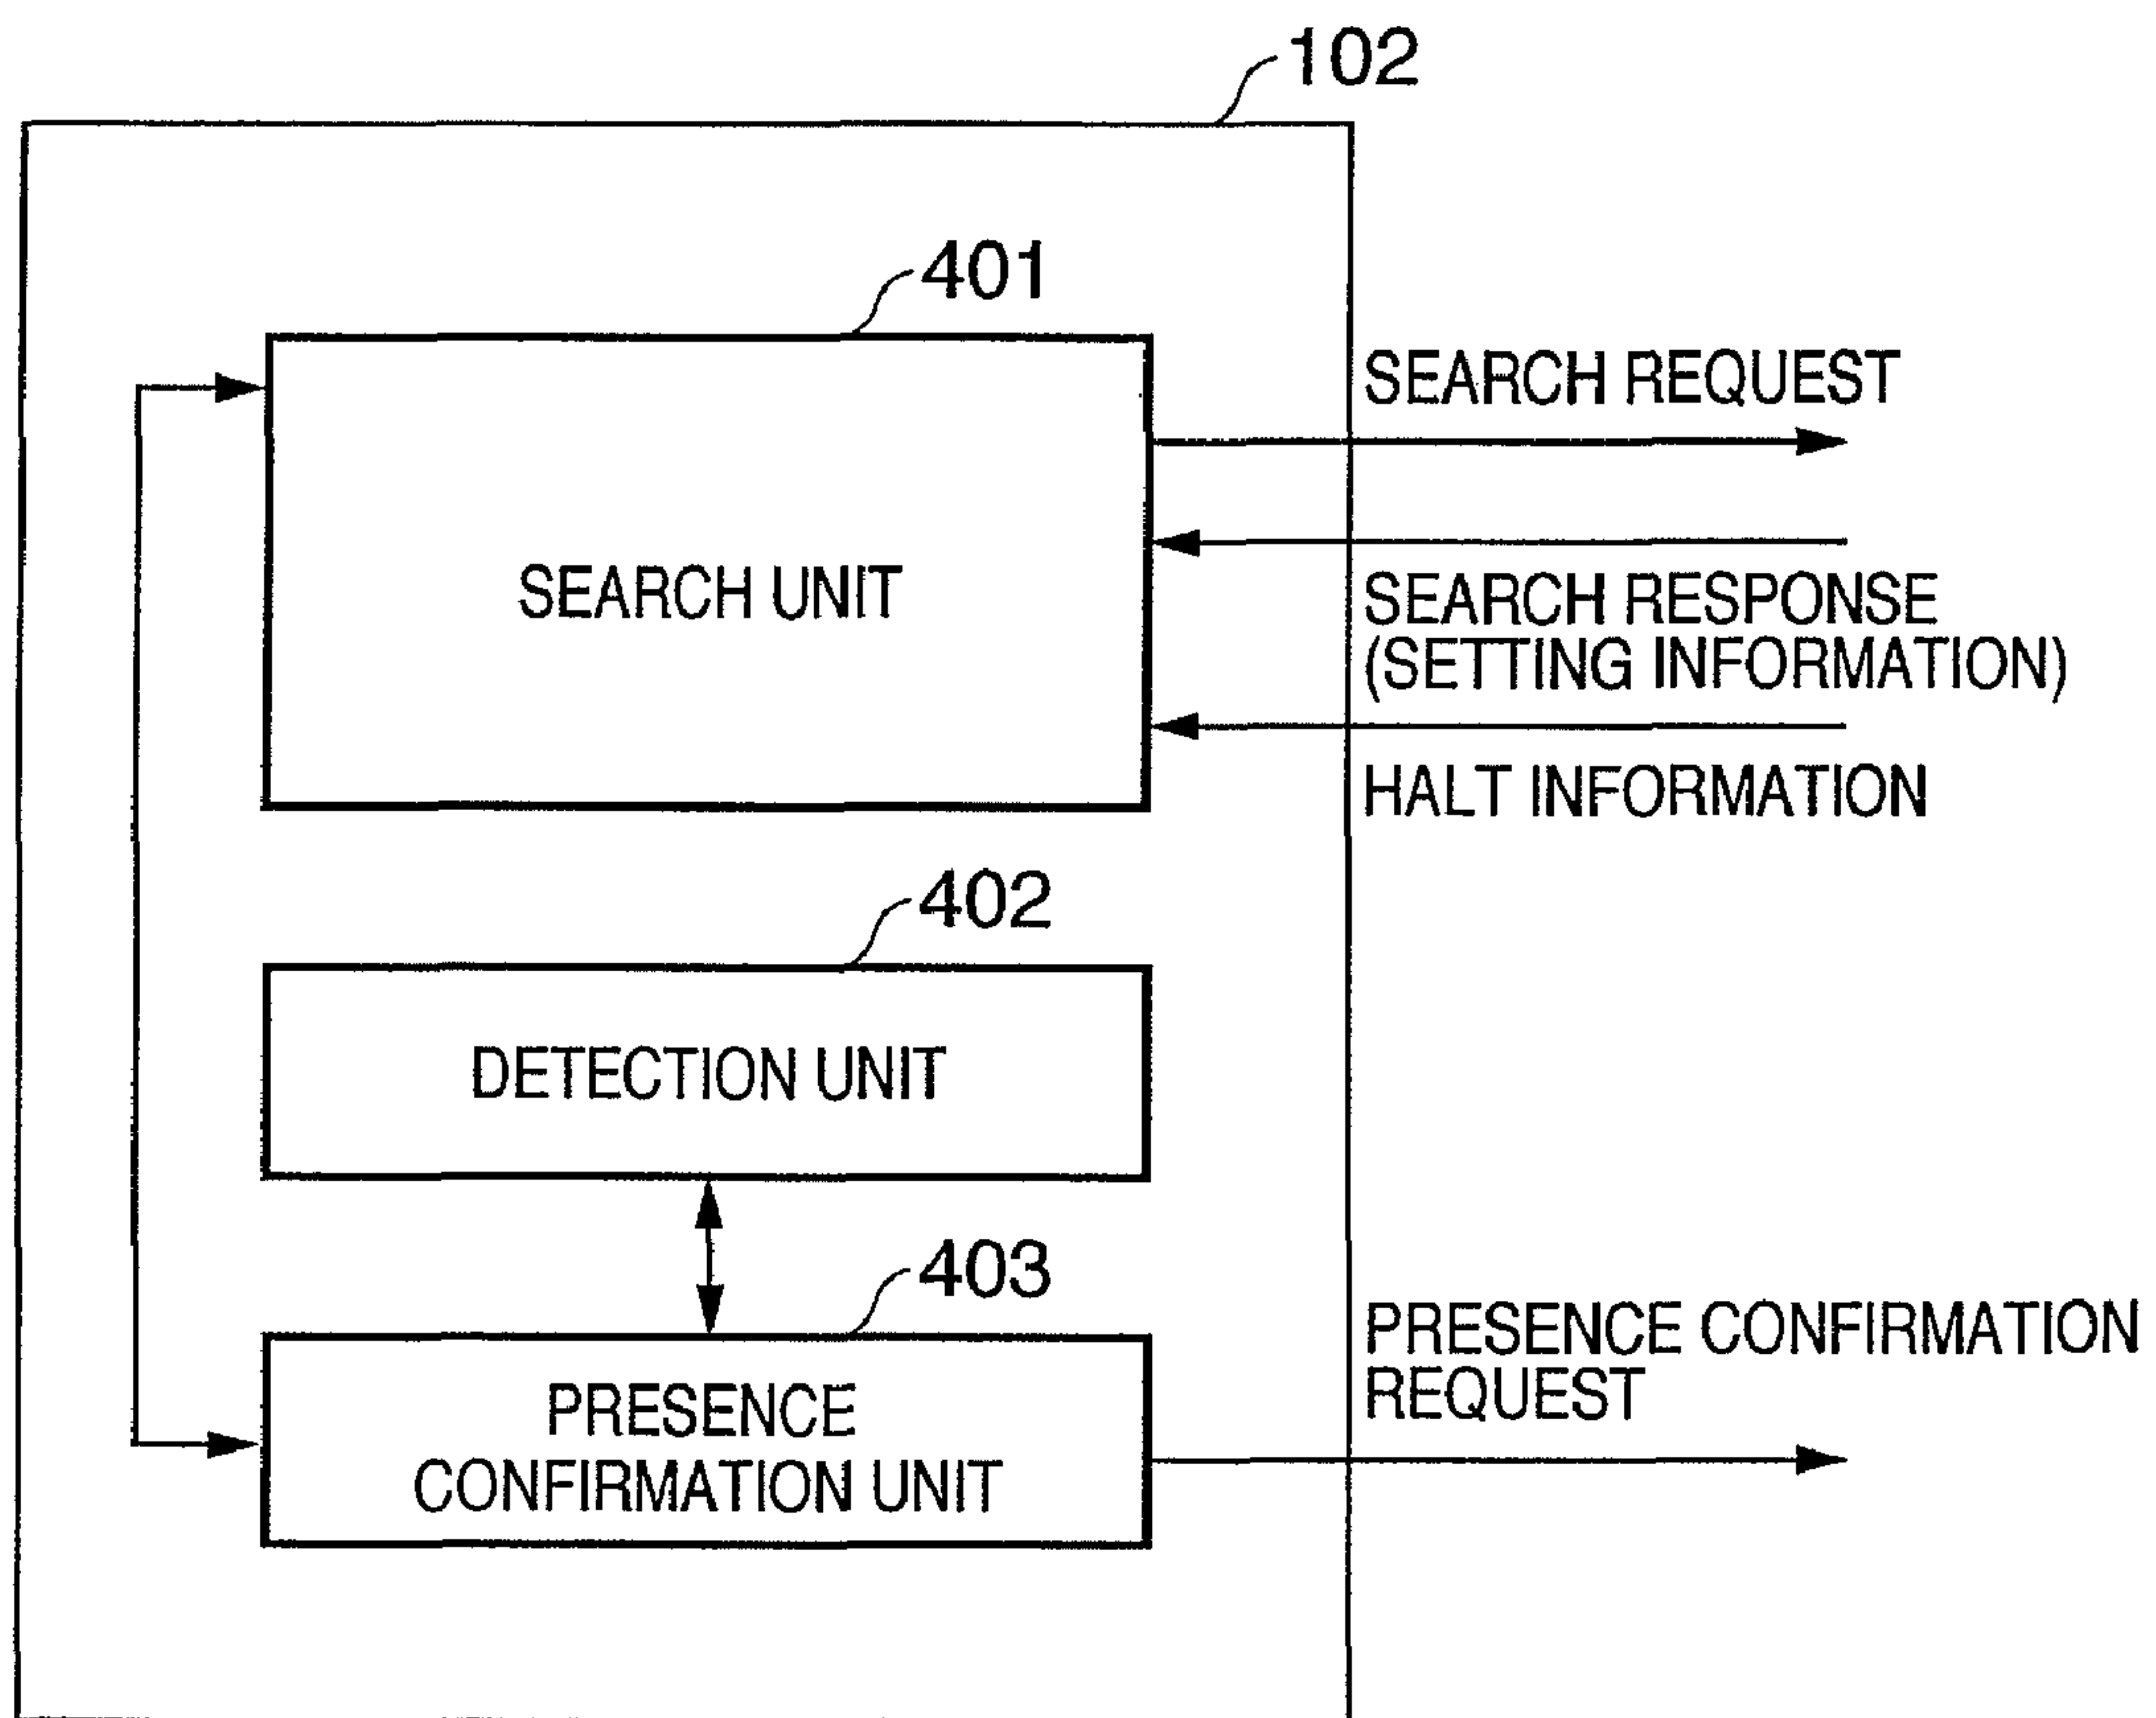 102
401
SEARCH REQUEST
SEARCH UNIT
SEARCH RESPONSE
(SETTING INFORMATION)
HALT INFORMATION
402
DETECTION UNIT
403
PRESENCE CONFIRMATION
REQUEST
PRESENCE
CONFIRMATION UNIT